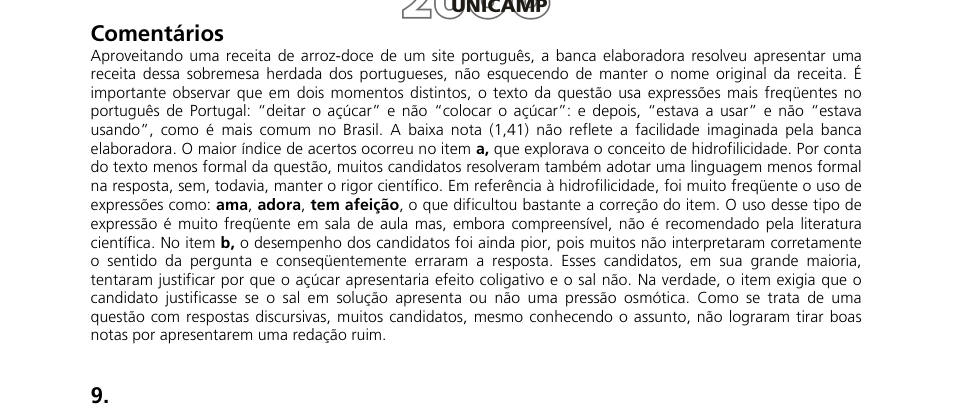 UNICAMP
Comentários
Aproveitando uma receita de arroz-doce de um site português, a banca elaboradora resolveu apresentar uma
receita dessa sobremesa herdada dos portugueses, não esquecendo de manter o nome original da receita. É
importante observar que em dois momentos distintos, o texto da questão usa expressões mais freqüentes no
português de Portugal: “deitar o açúcar” e não “colocar o açúcar”: e depois, “estava a usar” e não “estava
usando”, como é mais comum no Brasil. A baixa nota (1,41) não reflete a facilidade imaginada pela banca
elaboradora. O maior índice de acertos ocorreu no item a, que explorava o conceito de hidrofilicidade. Por conta
do texto menos formal da questão, muitos candidatos resolveram também adotar uma linguagem menos formal
na resposta, sem, todavia, manter o rigor científico. Em referência à hidrofilicidade, foi muito freqüente o uso de
expressões como: ama, adora, tem afeição, o que dificultou bastante a correção do item. O uso desse tipo de
expressão é muito freqüente em sala de aula mas, embora compreensível, não é recomendado pela literatura
científica. No item b, o desempenho dos candidatos foi ainda pior, pois muitos não interpretaram corretamente
o sentido da pergunta e conseqüentemente erraram a resposta. Esses candidatos, em sua grande maioria,
tentaram justificar por que o açúcar apresentaria efeito coligativo e o sal não. Na verdade, o item exigia que o
candidato justificasse se o sal em solução apresenta ou não uma pressão osmótica. Como se trata de uma
questão com respostas discursivas, muitos candidatos, mesmo conhecendo o assunto, não lograram tirar boas
notas por apresentarem uma redação ruim.
9.